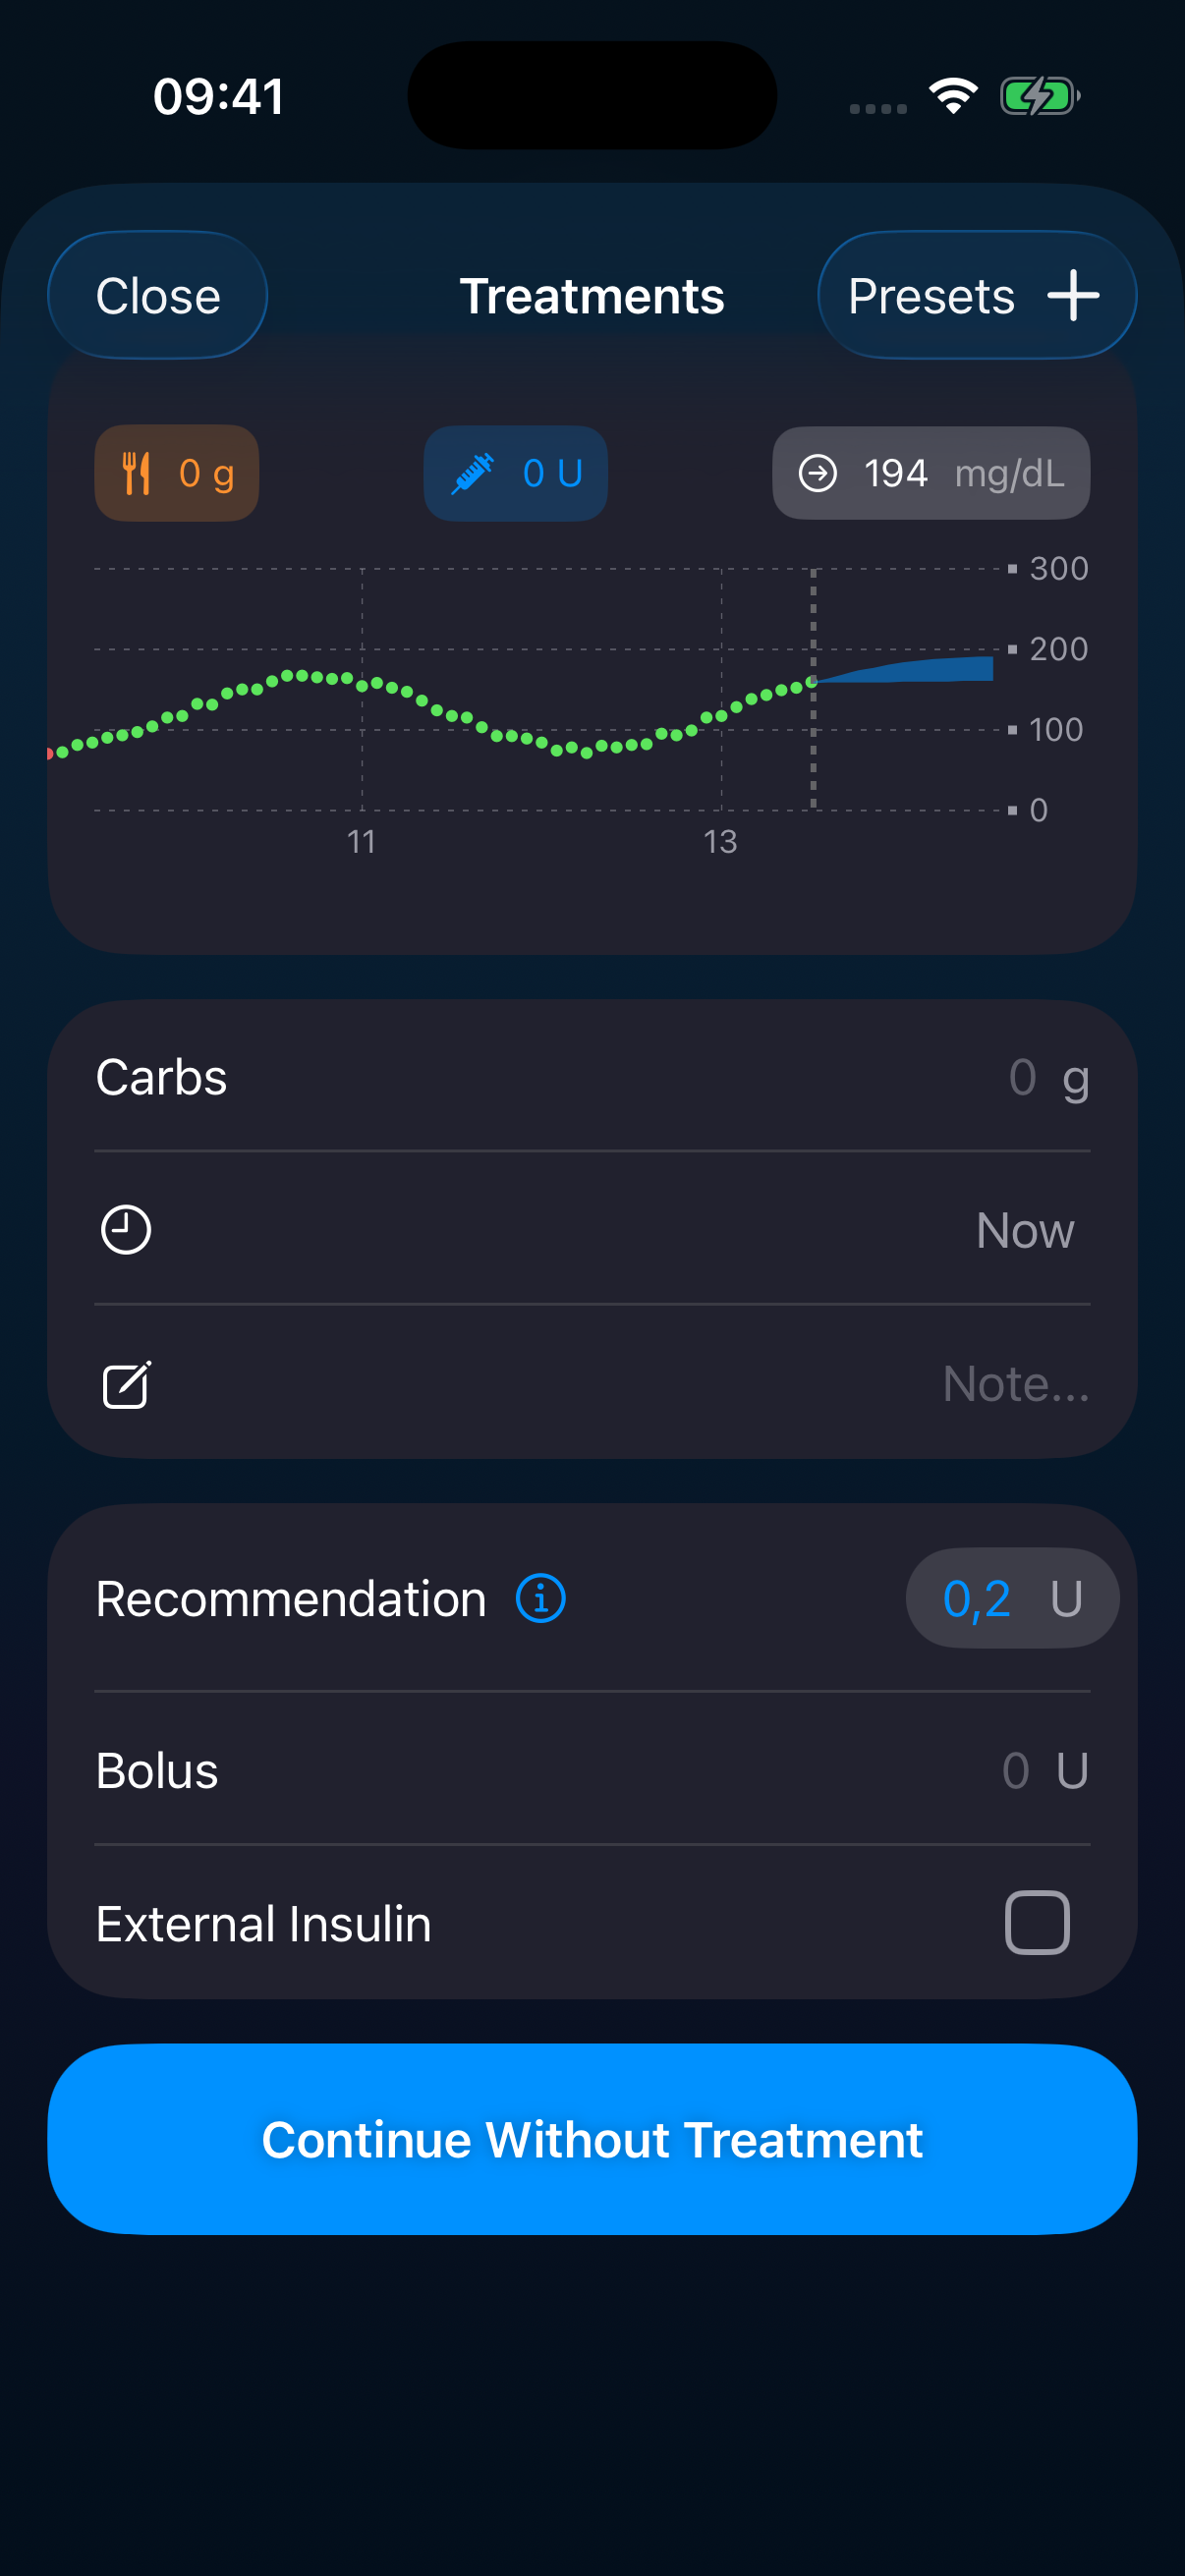 09:41
Close Treatments Presets
0 g 0 U 194 mg/dL
300
200
100
0
11 13
Carbs 0 g
Now
Note...
Recommendation 0,2 U
Bolus 0 U
External Insulin
Continue Without Treatment